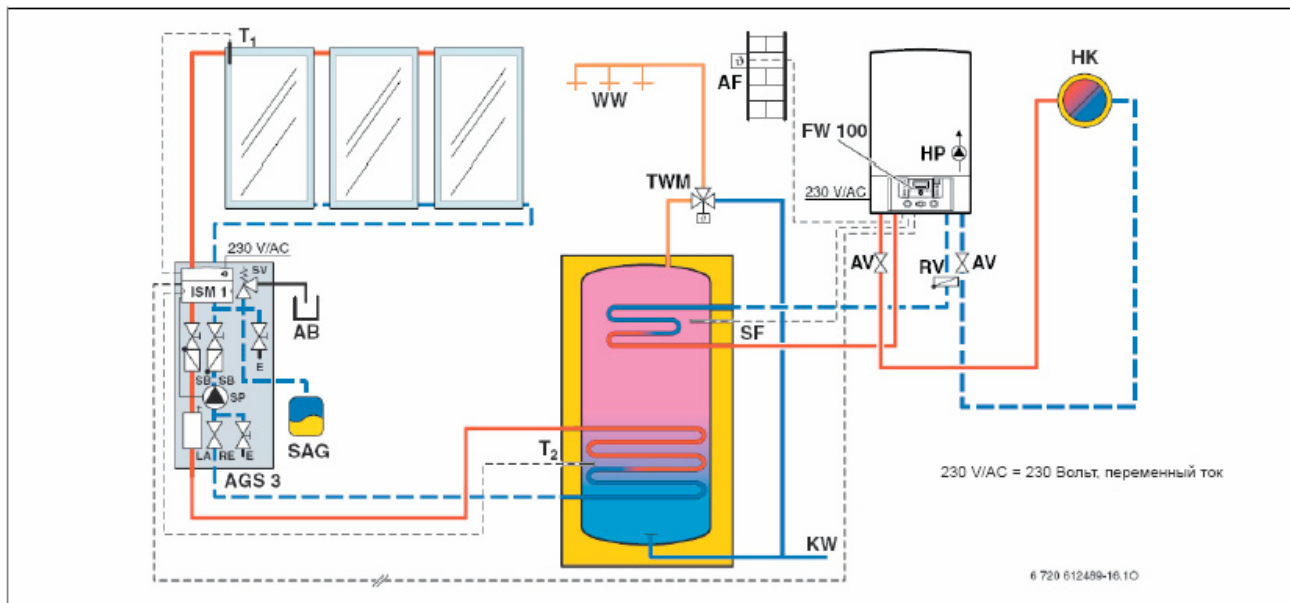 T1
HK
AF
WW
FW 100
HP
TWM
230 V/AC
230 V/AC
SV
AV
RV
AV
ISM 1
AB
SF
E
SB SB
SP
SAG
T2
LA RE E
AGS 3
230 V/AC = 230 Вольт, переменный ток
KW
6 720 612489-16.1O